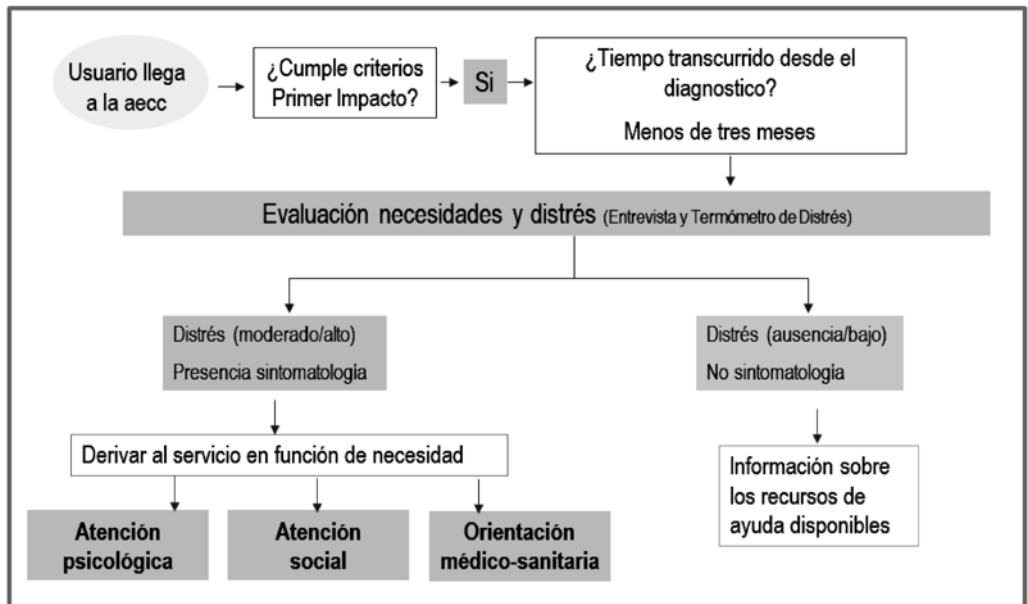 Usuario llega
a la aecc
¿Cumple criterios
Primer Impacto?
Si
¿Tiempo transcurrido desde el
diagnostico?
Menos de tres meses
Evaluación necesidades y distrés (Entrevista y Termómetro de Distrés)
Distrés (moderado/alto)
Presencia sintomatología
Distrés (ausencia/bajo)
No sintomatología
Derivar al servicio en función de necesidad
Atención
psicológica
Atención
social
Orientación
médico-sanitaria
Información sobre
los recursos de
ayuda disponibles